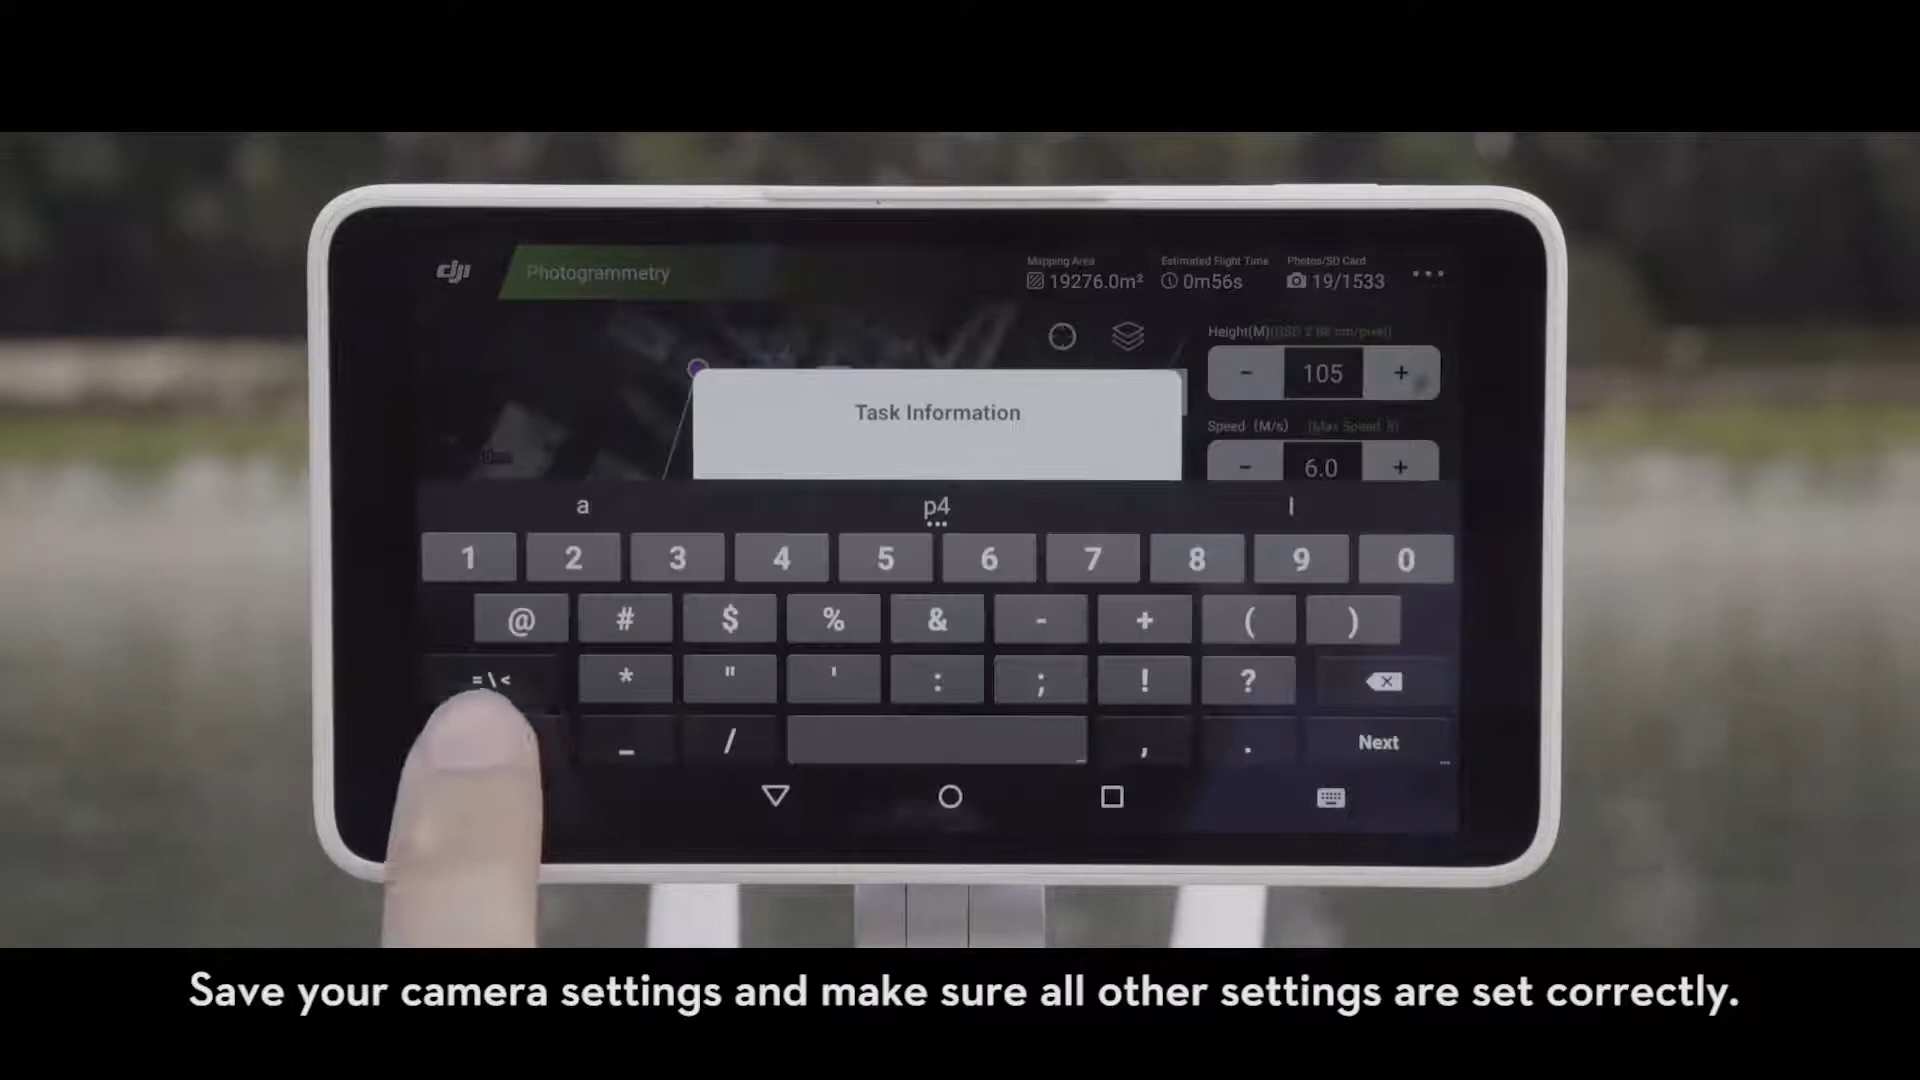 dji
Photogrammetry
Mapping Area
19276.0m²
Estimated Flight Time
0m56s
Photos/SD Card
19/1533
Height(M)
- 105 +
Task Information
Speed (M/s) (Max Speed
- 6.0 +
a p4 l
1 2 3 4 5 6 7 8 9 0
@ # $ % & - + ( )
= \ < * " ' : ; ! ?
_ / , . Next
Save your camera settings and make sure all other settings are set correctly.